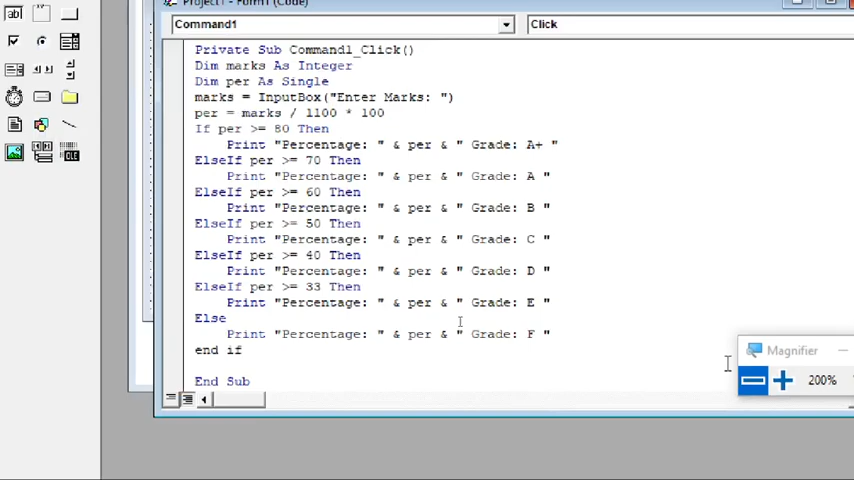 Project1 - Form1 (Code)
Command1
Click
Private Sub Command1_Click()
Dim marks As Integer
Dim per As Single
marks = InputBox("Enter Marks: ")
per = marks / 1100 * 100
If per >= 80 Then
Print "Percentage: " & per & " Grade: A+ "
ElseIf per >= 70 Then
Print "Percentage: " & per & " Grade: A "
ElseIf per >= 60 Then
Print "Percentage: " & per & " Grade: B "
ElseIf per >= 50 Then
Print "Percentage: " & per & " Grade: C "
ElseIf per >= 40 Then
Print "Percentage: " & per & " Grade: D "
ElseIf per >= 33 Then
Print "Percentage: " & per & " Grade: E "
Else
Print "Percentage: " & per & " Grade: F "
end if
End Sub
Magnifier
200%
ab
OLE